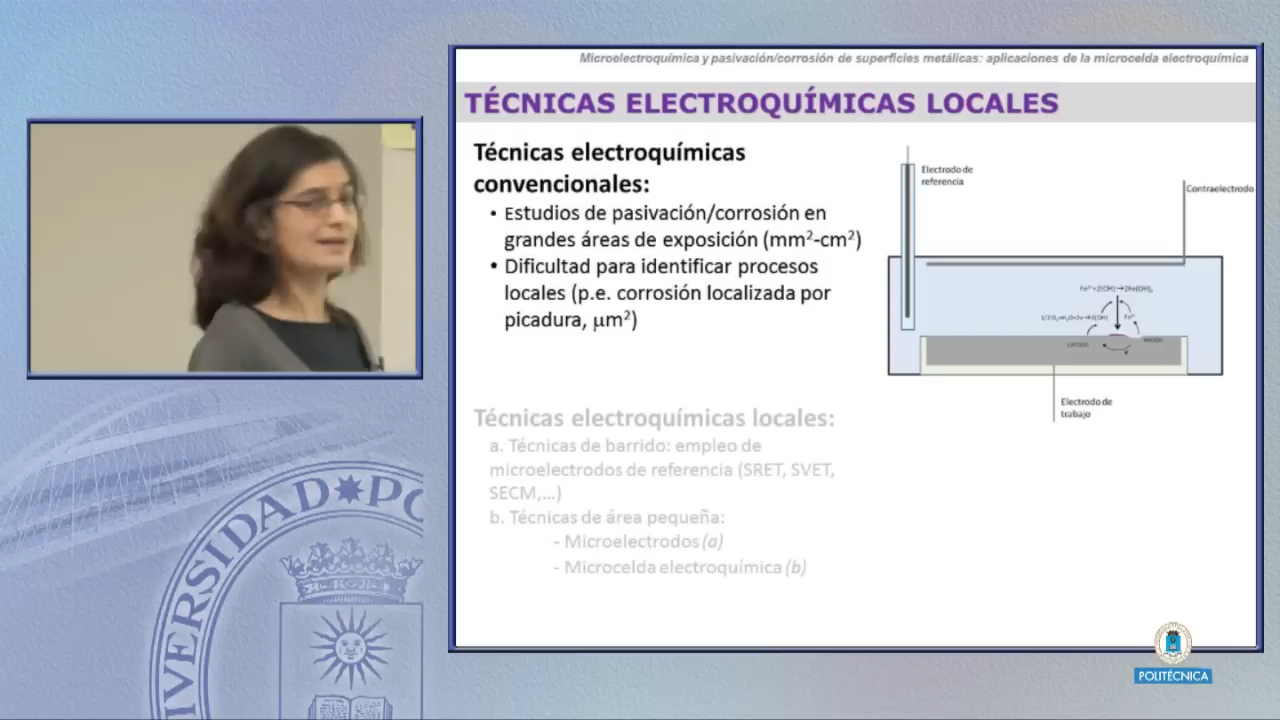 Microelectroquímica y pasivación/corrosión de superficies metálicas: aplicaciones de la microcelda electroquímica
TÉCNICAS ELECTROQUÍMICAS LOCALES
Técnicas electroquímicas
convencionales:
• Estudios de pasivación/corrosión en
grandes áreas de exposición (mm²-cm²)
• Dificultad para identificar procesos
locales (p.e. corrosión localizada por
picadura, μm²)
Técnicas electroquímicas locales:
a. Técnicas de barrido: empleo de
microelectrodos de referencia (SRET, SVET,
SECM,...)
b. Técnicas de área pequeña:
- Microelectrodos (a)
- Microcelda electroquímica (b)
Electrodo de
referencia
Contraelectrodo
Electrodo de
trabajo
VERSIDAD PO
POLITÉCNICA